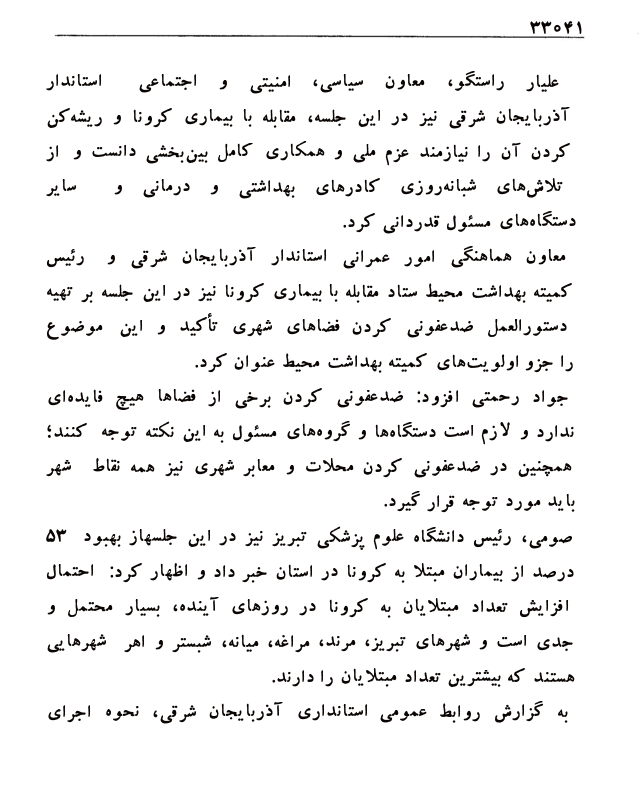 ۳۳۰۴۱
علیار راستگو، معاون سیاسی، امنیتی و اجتماعی استاندار
آذربایجان شرقی نیز در این جلسه، مقابله با بیماری کرونا و ریشه‌کن
کردن آن را نیازمند عزم ملی و همکاری کامل بین‌بخشی دانست و از
تلاش‌های شبانه‌روزی کادرهای بهداشتی و درمانی و سایر
دستگاه‌های مسئول قدردانی کرد.
معاون هماهنگی امور عمرانی استاندار آذربایجان شرقی و رئیس
کمیته بهداشت محیط ستاد مقابله با بیماری کرونا نیز در این جلسه بر تهیه
دستورالعمل ضدعفونی کردن فضاهای شهری تأکید و این موضوع
را جزو اولویت‌های کمیته بهداشت محیط عنوان کرد.
جواد رحمتی افزود: ضدعفونی کردن برخی از فضاها هیچ فایده‌ای
ندارد و لازم است دستگاه‌ها و گروه‌های مسئول به این نکته توجه کنند؛
همچنین در ضدعفونی کردن محلات و معابر شهری نیز همه نقاط شهر
باید مورد توجه قرار گیرد.
صومی، رئیس دانشگاه علوم پزشکی تبریز نیز در این جلسهاز بهبود ۵۳
درصد از بیماران مبتلا به کرونا در استان خبر داد و اظهار کرد: احتمال
افزایش تعداد مبتلایان به کرونا در روزهای آینده، بسیار محتمل و
جدی است و شهرهای تبریز، مرند، مراغه، میانه، شبستر و اهر شهرهایی
هستند که بیشترین تعداد مبتلایان را دارند.
به گزارش روابط عمومی استانداری آذربایجان شرقی، نحوه اجرای